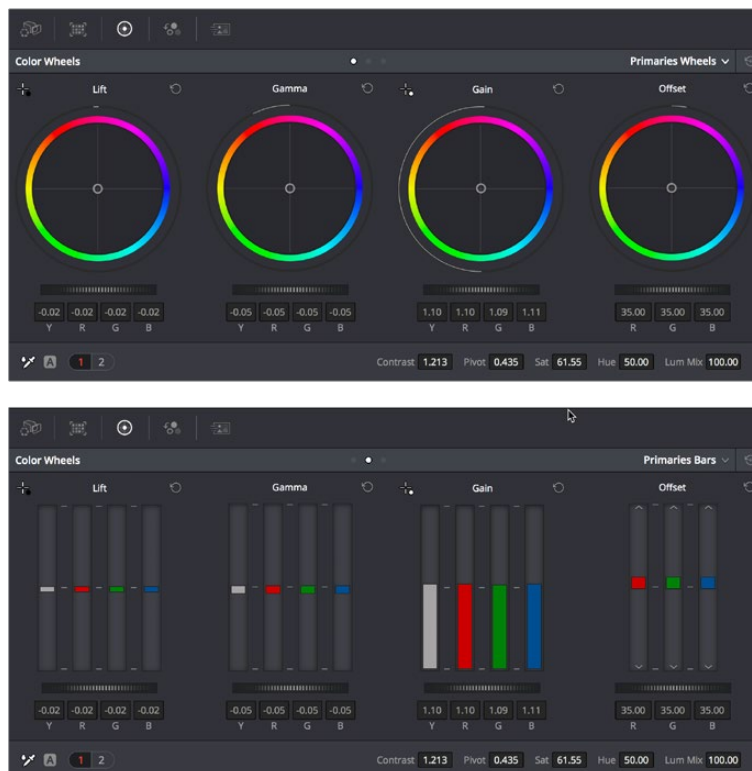 Color Wheels Primaries Wheels
Lift Gamma Gain Offset
-0.02 -0.02 -0.02 -0.02 -0.05 -0.05 -0.05 -0.05 1.10 1.10 1.09 1.11 35.00 35.00 35.00
Y R G B Y R G B Y R G B R G B
A 1 2 Contrast 1.213 Pivot 0.435 Sat 61.55 Hue 50.00 Lum Mix 100.00
Color Wheels Primaries Bars
Lift Gamma Gain Offset
-0.02 -0.02 -0.02 -0.02 -0.05 -0.05 -0.05 -0.05 1.10 1.10 1.09 1.11 35.00 35.00 35.00
Y R G B Y R G B Y R G B R G B
A 1 2 Contrast 1.213 Pivot 0.435 Sat 61.55 Hue 50.00 Lum Mix 100.00